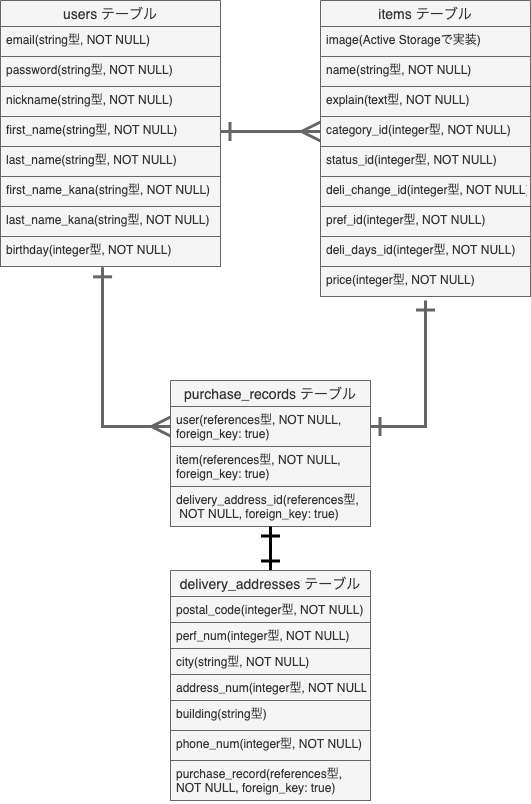 users テーブル
email(string型, NOT NULL)
password(string型, NOT NULL)
nickname(string型, NOT NULL)
first_name(string型, NOT NULL)
last_name(string型, NOT NULL)
first_name_kana(string型, NOT NULL)
last_name_kana(string型, NOT NULL)
birthday(integer型, NOT NULL)
items テーブル
image(Active Storageで実装)
name(string型, NOT NULL)
explain(text型, NOT NULL)
category_id(integer型, NOT NULL)
status_id(integer型, NOT NULL)
deli_change_id(integer型, NOT NULL
pref_id(integer型, NOT NULL)
deli_days_id(integer型, NOT NULL)
price(integer型, NOT NULL)
purchase_records テーブル
user(references型, NOT NULL,
foreign_key: true)
item(references型, NOT NULL,
foreign_key: true)
delivery_address_id(references型,
NOT NULL, foreign_key: true)
delivery_addresses テーブル
postal_code(integer型, NOT NULL)
perf_num(integer型, NOT NULL)
city(string型, NOT NULL)
address_num(integer型, NOT NULL
building(string型)
phone_num(integer型, NOT NULL)
purchase_record(references型,
NOT NULL, foreign_key: true)